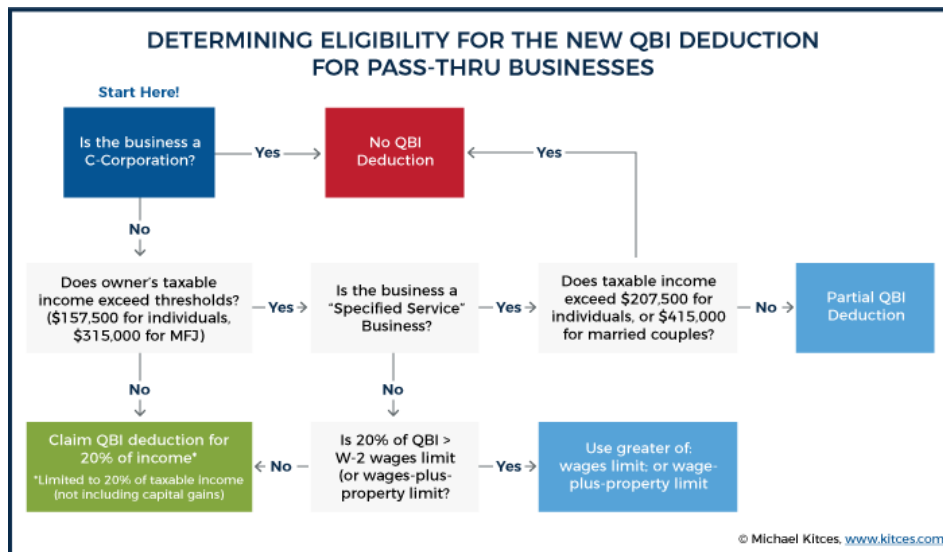 DETERMINING ELIGIBILITY FOR THE NEW QBI DEDUCTION
FOR PASS-THRU BUSINESSES
Start Here!
Is the business a
C-Corporation?
Yes
No QBI
Deduction
Yes
No
Does owner's taxable
income exceed thresholds?
($157,500 for individuals,
$315,000 for MFJ)
Yes
Is the business a
"Specified Service"
Business?
Yes
Does taxable income
exceed $207,500 for
individuals, or $415,000
for married couples?
No
Partial QBI
Deduction
No
No
Claim QBI deduction for
20% of income*
*Limited to 20% of taxable income
(not including capital gains)
No
Is 20% of QBI >
W-2 wages limit
(or wages-plus-
property limit?
Yes
Use greater of:
wages limit; or wage-
plus-property limit
© Michael Kitces, www.kitces.com